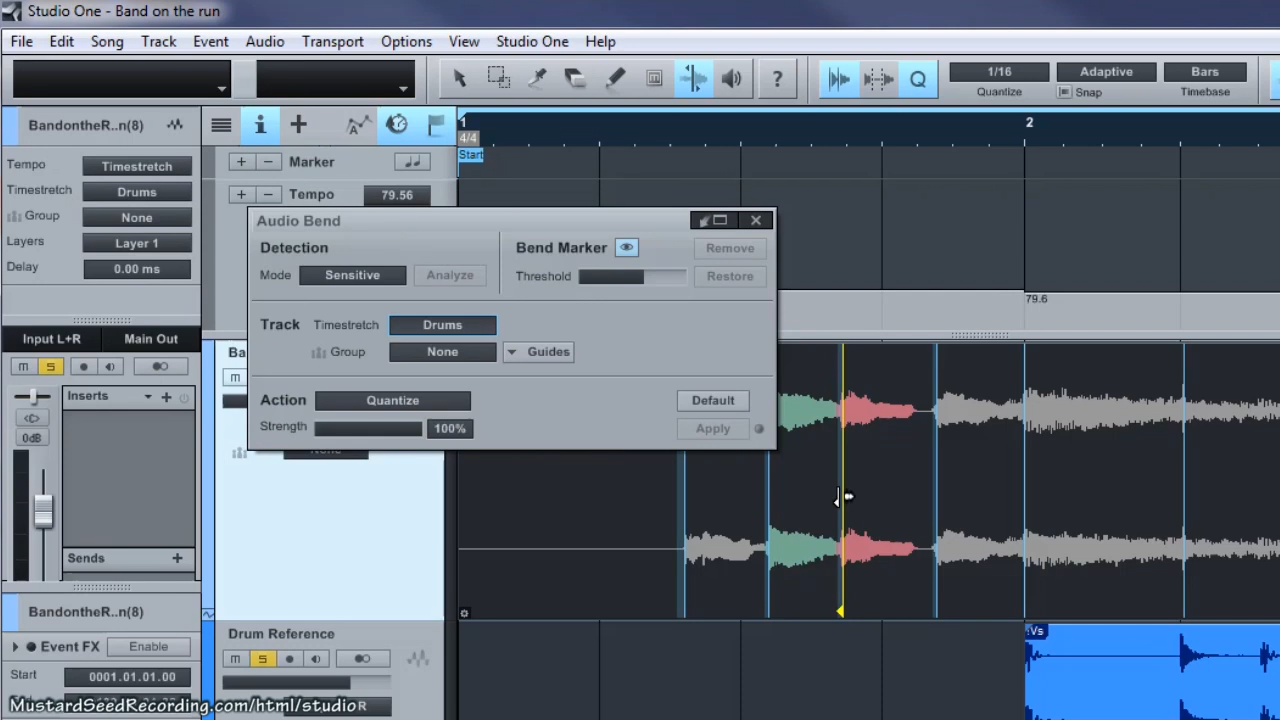 Studio One - Band on the run
File Edit Song Track Event Audio Transport Options View Studio One Help
1/16 Adaptive Bars
Quantize Snap Timebase
BandontheR..n(8)
1 2
4/4
Start
Marker
Tempo 79.56
Tempo Timestretch
Timestretch Drums
Group None
Layers Layer 1
Delay 0.00 ms
Audio Bend
Detection
Mode Sensitive Analyze
Bend Marker Remove
Threshold Restore
Track Timestretch Drums
Group None Guides
Action Quantize Default
Strength 100% Apply
79.6
Input L+R Main Out
M S
Inserts
0dB
Sends
Ba
M
BandontheR..n(8)
Event FX Enable
Start 0001.01.01.00
Drum Reference
M S
Vs
MustardSeedRecording.com/html/studio